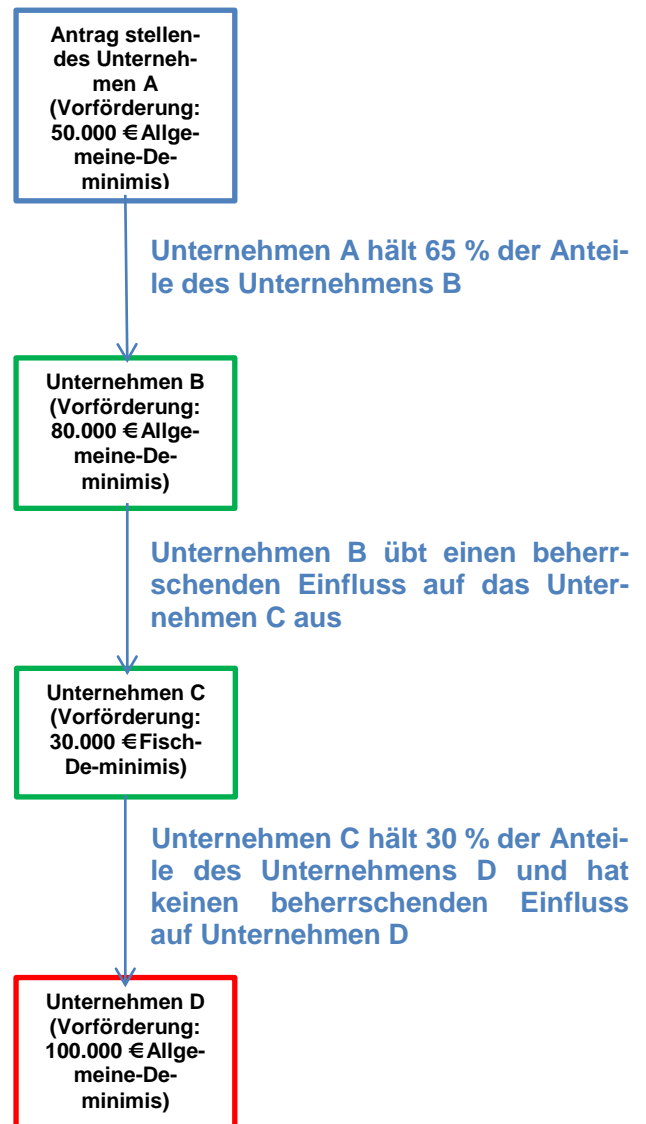 Antrag stellen-
des Unterneh-
men A
(Vorförderung:
50.000 € Allge-
meine-De-
minimis)
Unternehmen A hält 65 % der Antei-
le des Unternehmens B
Unternehmen B
(Vorförderung:
80.000 € Allge-
meine-De-
minimis)
Unternehmen B übt einen beherr-
schenden Einfluss auf das Unter-
nehmen C aus
Unternehmen C
(Vorförderung:
30.000 € Fisch-
De-minimis)
Unternehmen C hält 30 % der Antei-
le des Unternehmens D und hat
keinen beherrschenden Einfluss
auf Unternehmen D
Unternehmen D
(Vorförderung:
100.000 € Allge-
meine-De-
minimis)